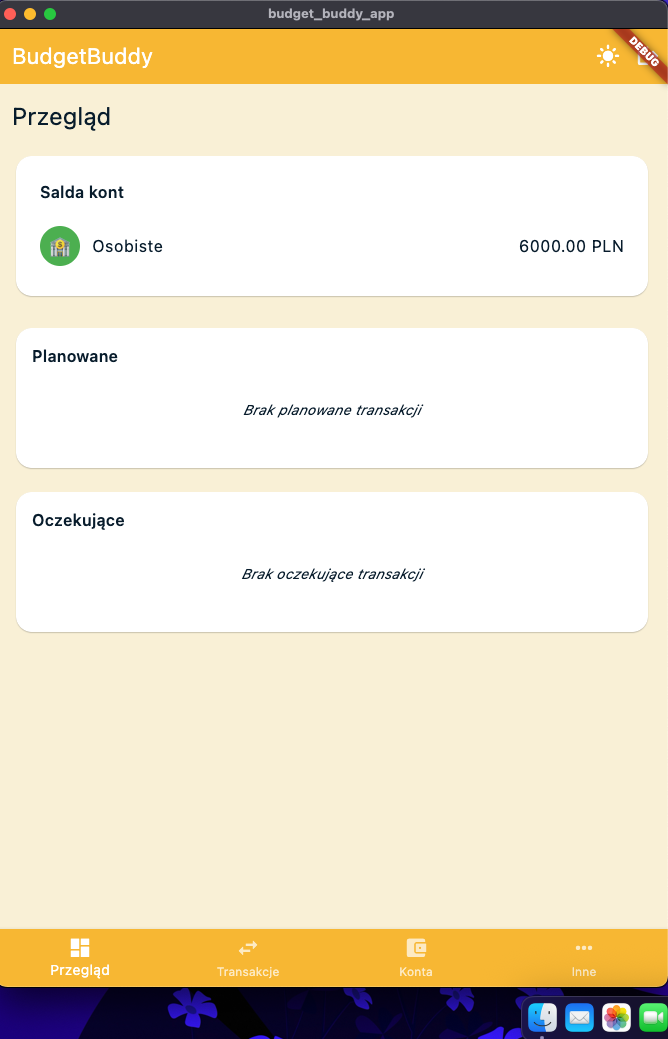 budget_buddy_app
BudgetBuddy
DEBUG
Przegląd
Salda kont
Osobiste 6000.00 PLN
Planowane
Brak planowane transakcji
Oczekujące
Brak oczekujące transakcji
Przegląd Transakcje Konta Inne